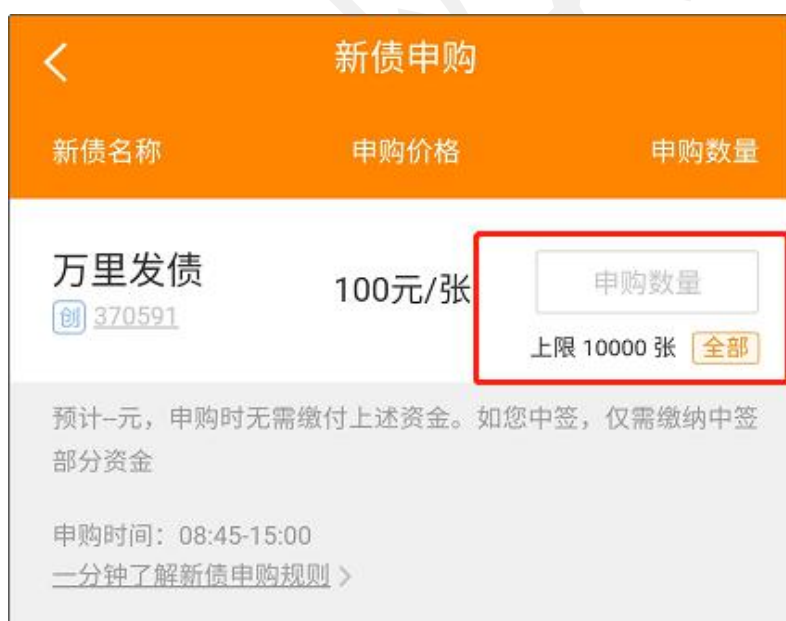 新债申购
新债名称 申购价格 申购数量
万里发债 100元/张 申购数量
创 370591
上限 10000 张 全部
预计--元，申购时无需缴付上述资金。如您中签，仅需缴纳中签
部分资金
申购时间：08:45-15:00
一分钟了解新债申购规则 >